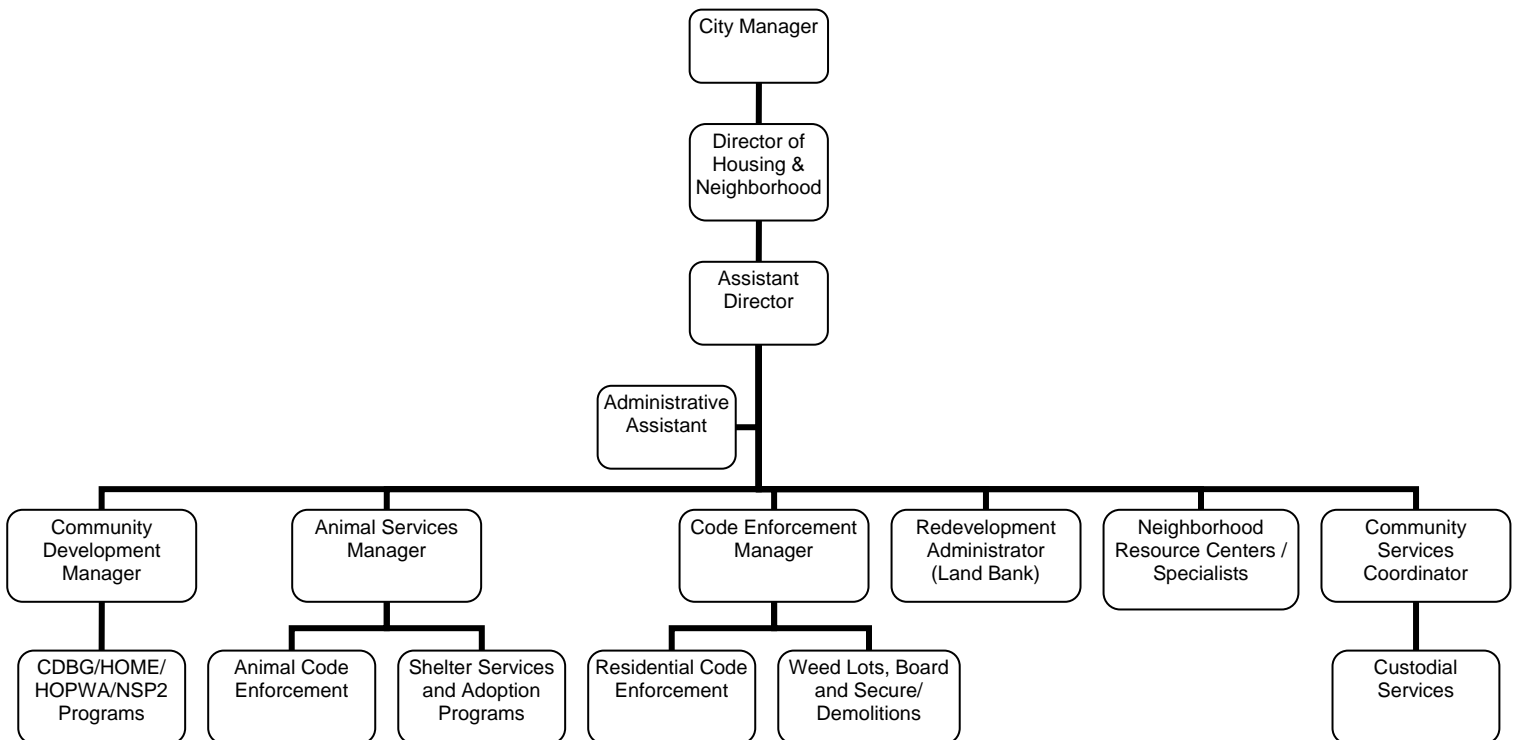 City Manager
Director of
Housing &
Neighborhood
Assistant
Director
Administrative
Assistant
Community
Development
Manager
Animal Services
Manager
Code Enforcement
Manager
Redevelopment
Administrator
(Land Bank)
Neighborhood
Resource Centers /
Specialists
Community
Services
Coordinator
CDBG/HOME/
HOPWA/NSP2
Programs
Animal Code
Enforcement
Shelter Services
and Adoption
Programs
Residential Code
Enforcement
Weed Lots, Board
and Secure/
Demolitions
Custodial
Services